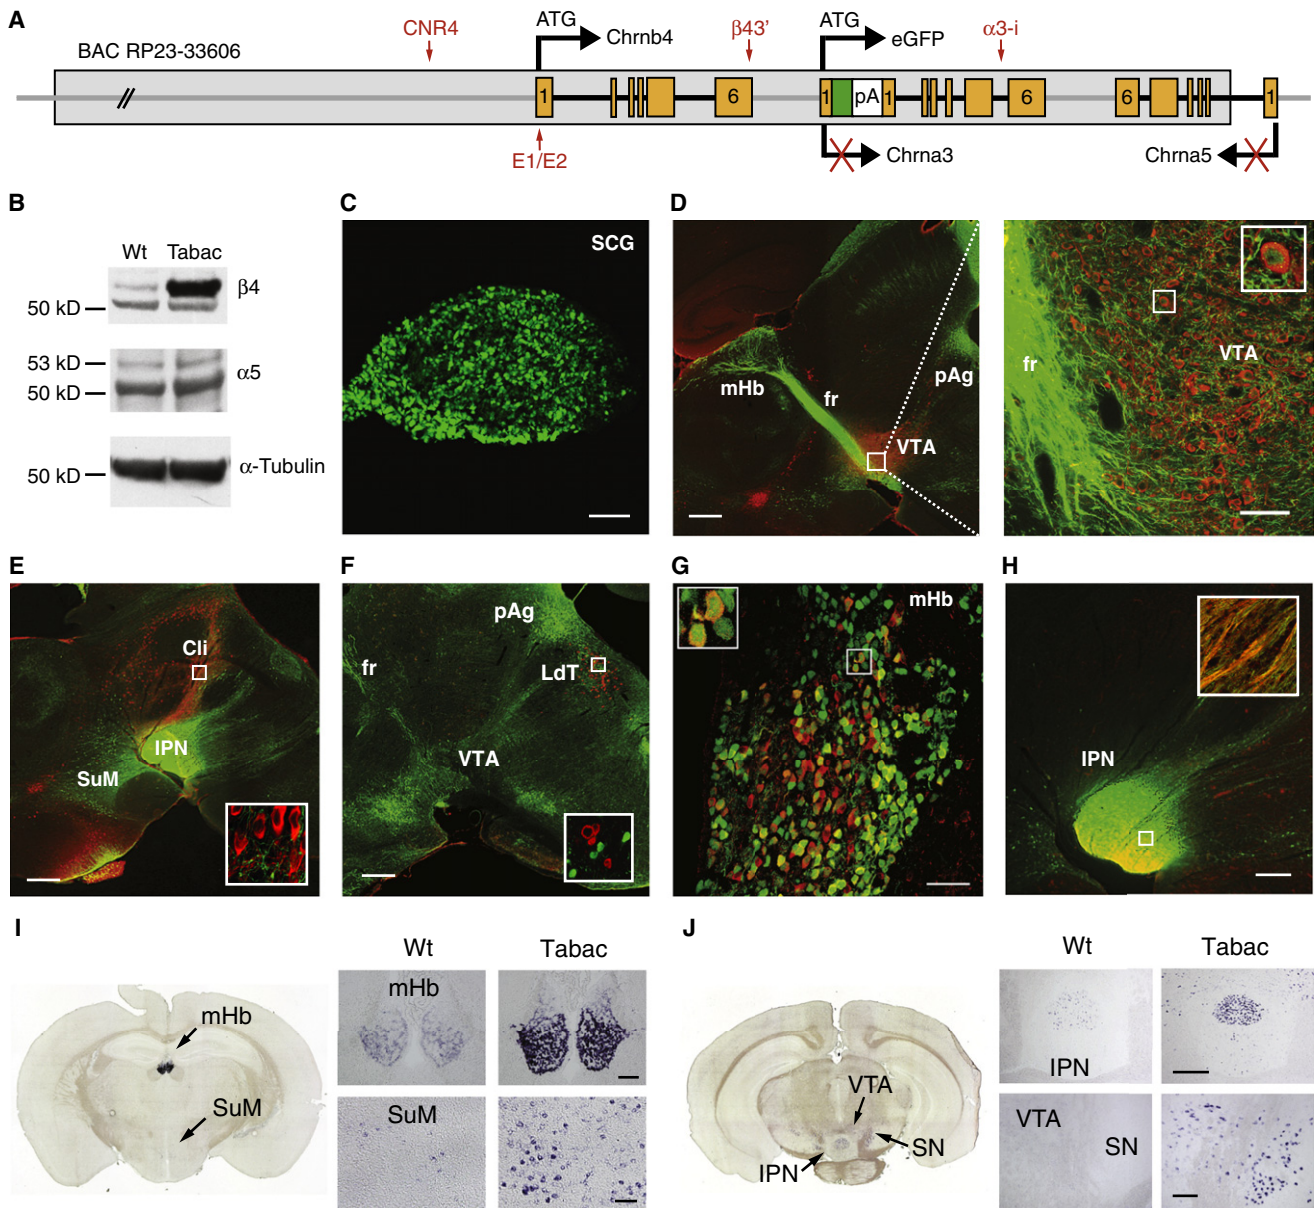 A
BAC RP23-33606
CNR4
ATG
Chrnb4
β43'
ATG
eGFP
α3-i
1
6
1
pA
1
6
6
1
E1/E2
Chrna3
Chrna5
B
Wt Tabac
β4
50 kD
53 kD
α5
50 kD
50 kD
α-Tubulin
C
SCG
D
mHb
fr
pAg
VTA
fr
VTA
E
Cli
IPN
SuM
F
pAg
fr
LdT
VTA
G
mHb
H
IPN
I
mHb
SuM
Wt
Tabac
mHb
SuM
J
VTA
SN
IPN
Wt
Tabac
IPN
VTA
SN